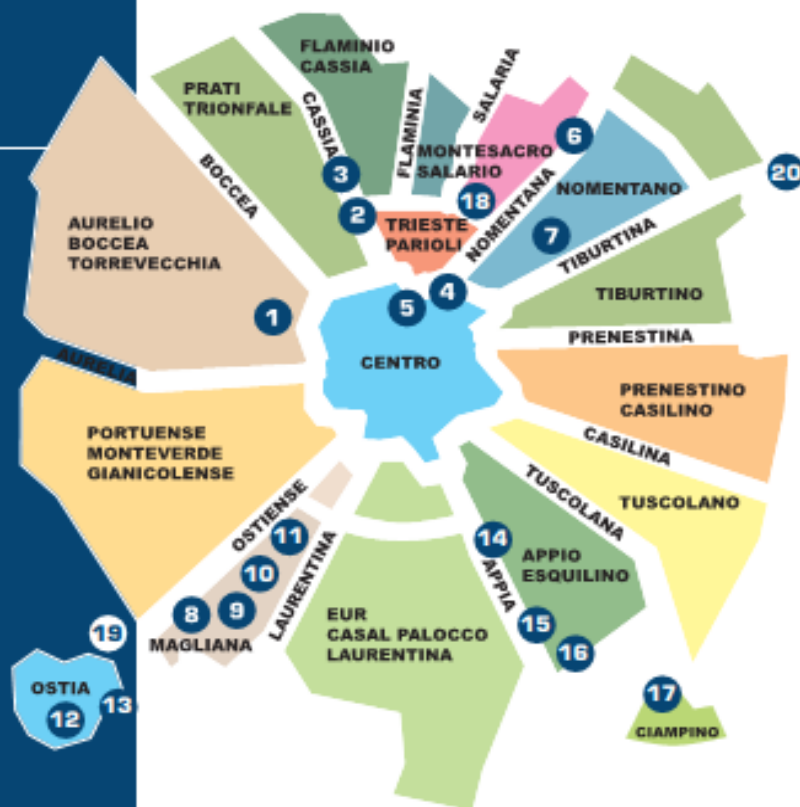 FLAMINIO
CASSIA
PRATI
TRIONFALE
CASSIA
FLAMINIA
SALARIA
MONTESACRO
SALARIO
6
20
3
BOCCEA
2
18
NOMENTANA
NOMENTANO
TRIESTE
PARIOLI
7
TIBURTINA
AURELIO
BOCCEA
TORREVECCHIA
1
5
4
TIBURTINO
PRENESTINA
CENTRO
AURELIA
PRENESTINO
CASILINO
PORTUENSE
MONTEVERDE
GIANICOLENSE
CASILINA
TUSCOLANA
TUSCOLANO
OSTIENSE
11
LAURENTINA
10
8
9
MAGLIANA
14
APPIA
APPIO
ESQUILINO
15
16
EUR
CASAL PALOCCO
LAURENTINA
19
OSTIA
12
13
17
CIAMPINO